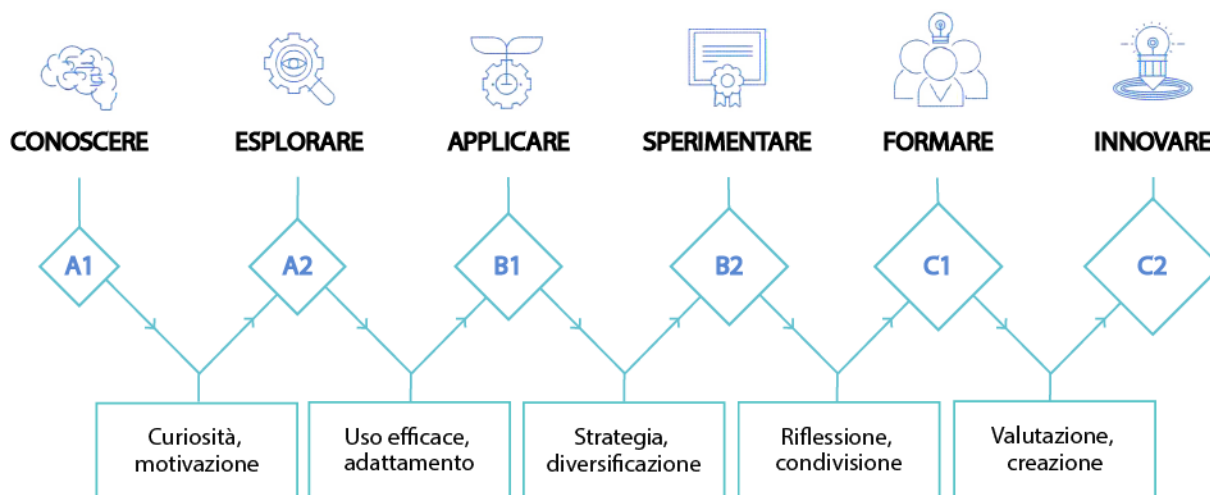 CONOSCERE
ESPLORARE
APPLICARE
SPERIMENTARE
FORMARE
INNOVARE
A1
A2
B1
B2
C1
C2
Curiosità,
motivazione
Uso efficace,
adattamento
Strategia,
diversificazione
Riflessione,
condivisione
Valutazione,
creazione